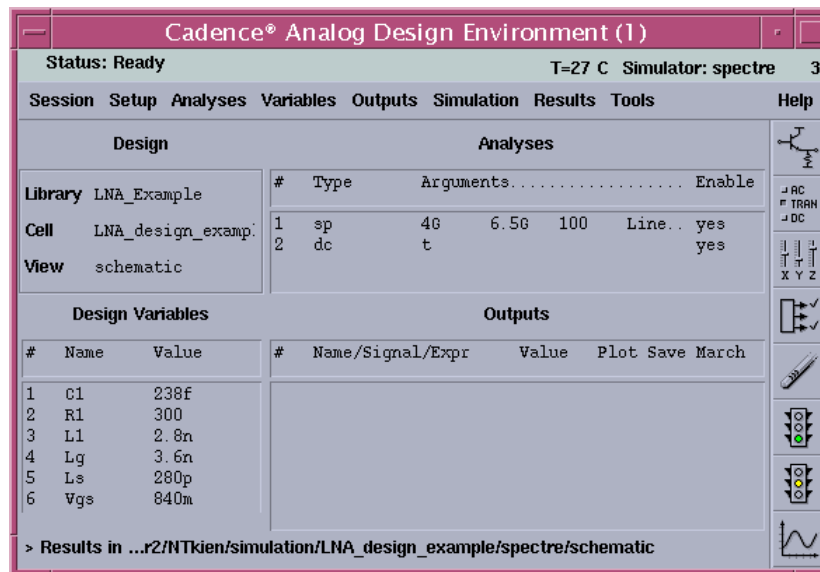 Cadence® Analog Design Environment (1)
Status: Ready T=27 C Simulator: spectre 3
Session Setup Analyses Variables Outputs Simulation Results Tools Help
Design
Library LNA_Example
Cell LNA_design_exampl
View schematic
Analyses
# Type Arguments.................. Enable
1 sp 4G 6.5G 100 Line.. yes
2 dc t yes
Design Variables
# Name Value
1 C1 238f
2 R1 300
3 L1 2.8n
4 Lg 3.6n
5 Ls 280p
6 Vgs 840m
Outputs
# Name/Signal/Expr Value Plot Save March
AC
TRAN
DC
X Y Z
> Results in ...r2/NTkien/simulation/LNA_design_example/spectre/schematic